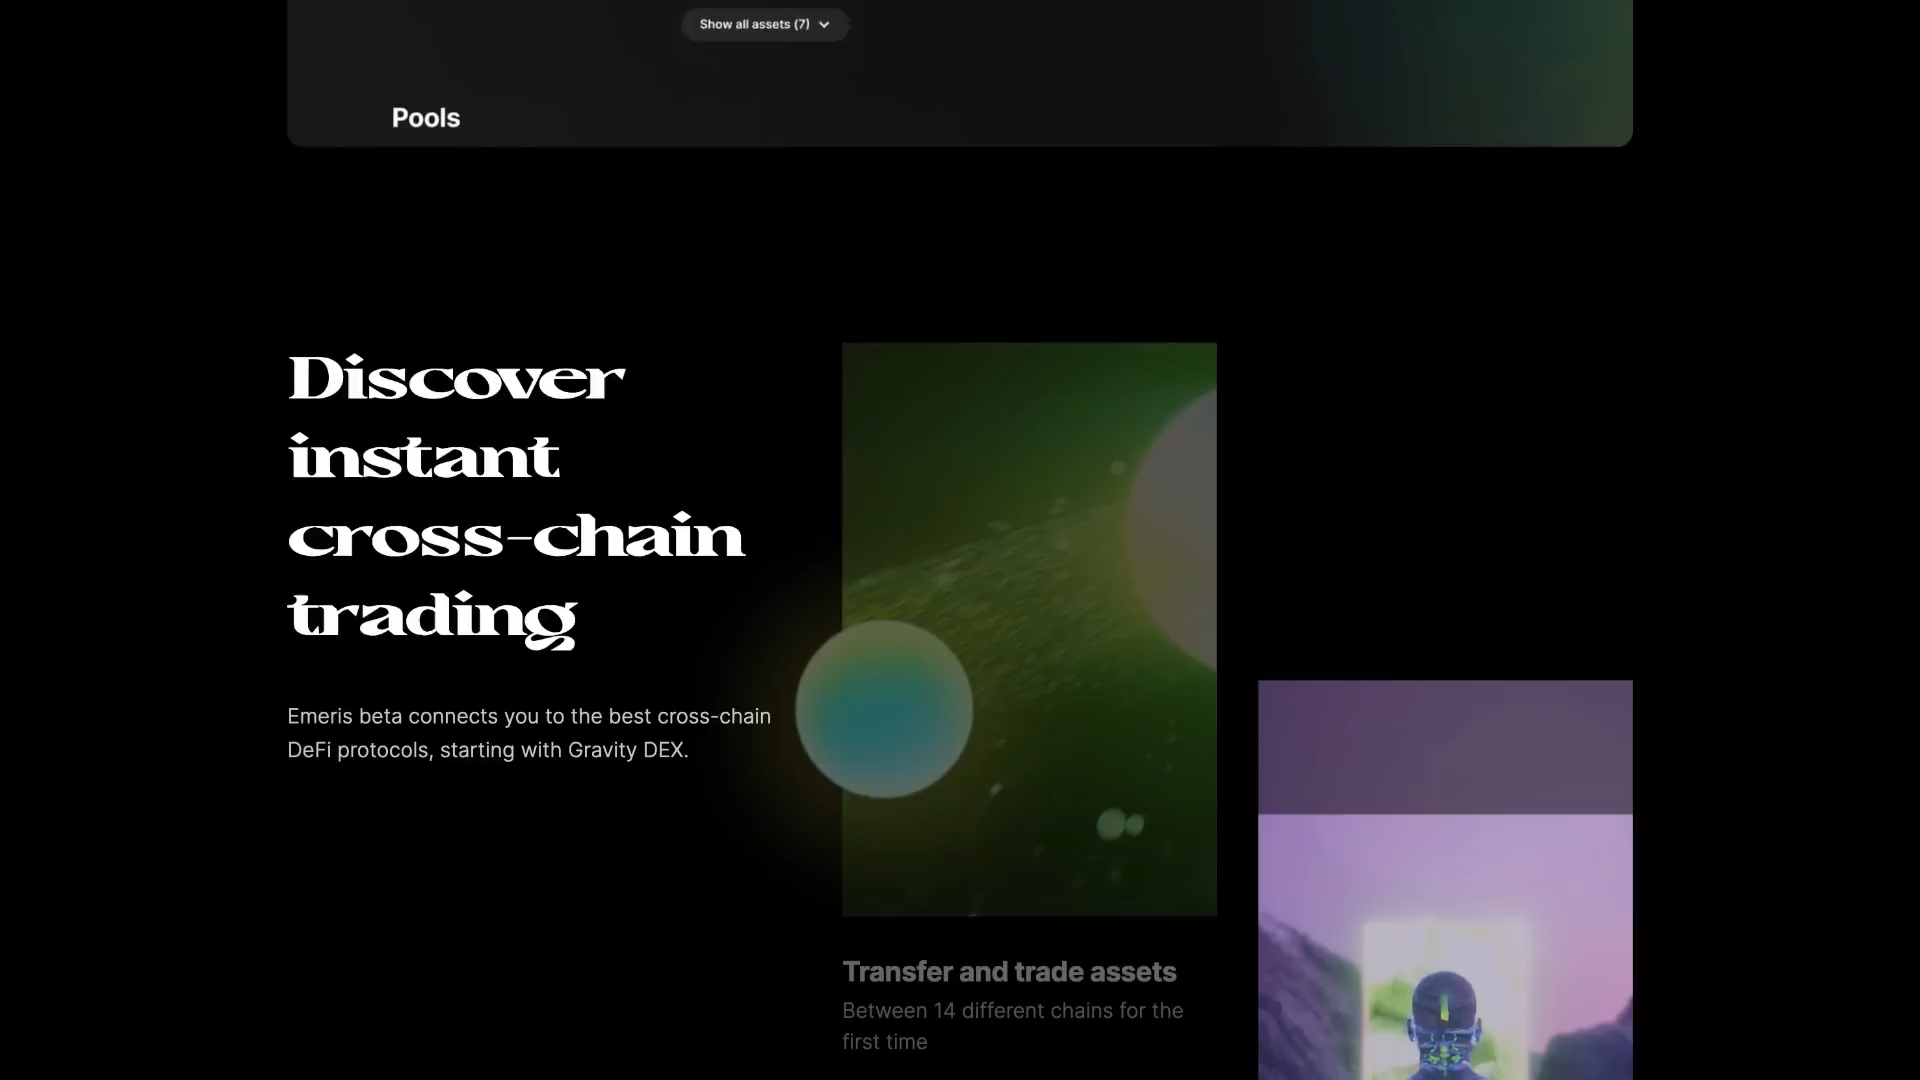 Show all assets (7)
Pools
Discover
instant
cross-chain
trading
Emeris beta connects you to the best cross-chain
DeFi protocols, starting with Gravity DEX.
Transfer and trade assets
Between 14 different chains for the
first time